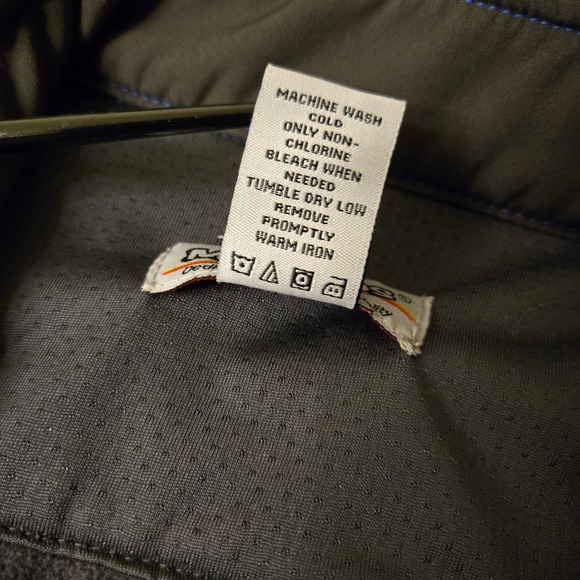 MACHINE WASH
COLD
ONLY NON-
CHLORINE
BLEACH WHEN
NEEDED
TUMBLE DRY LOW
REMOVE
PROMPTLY
WARM IRON